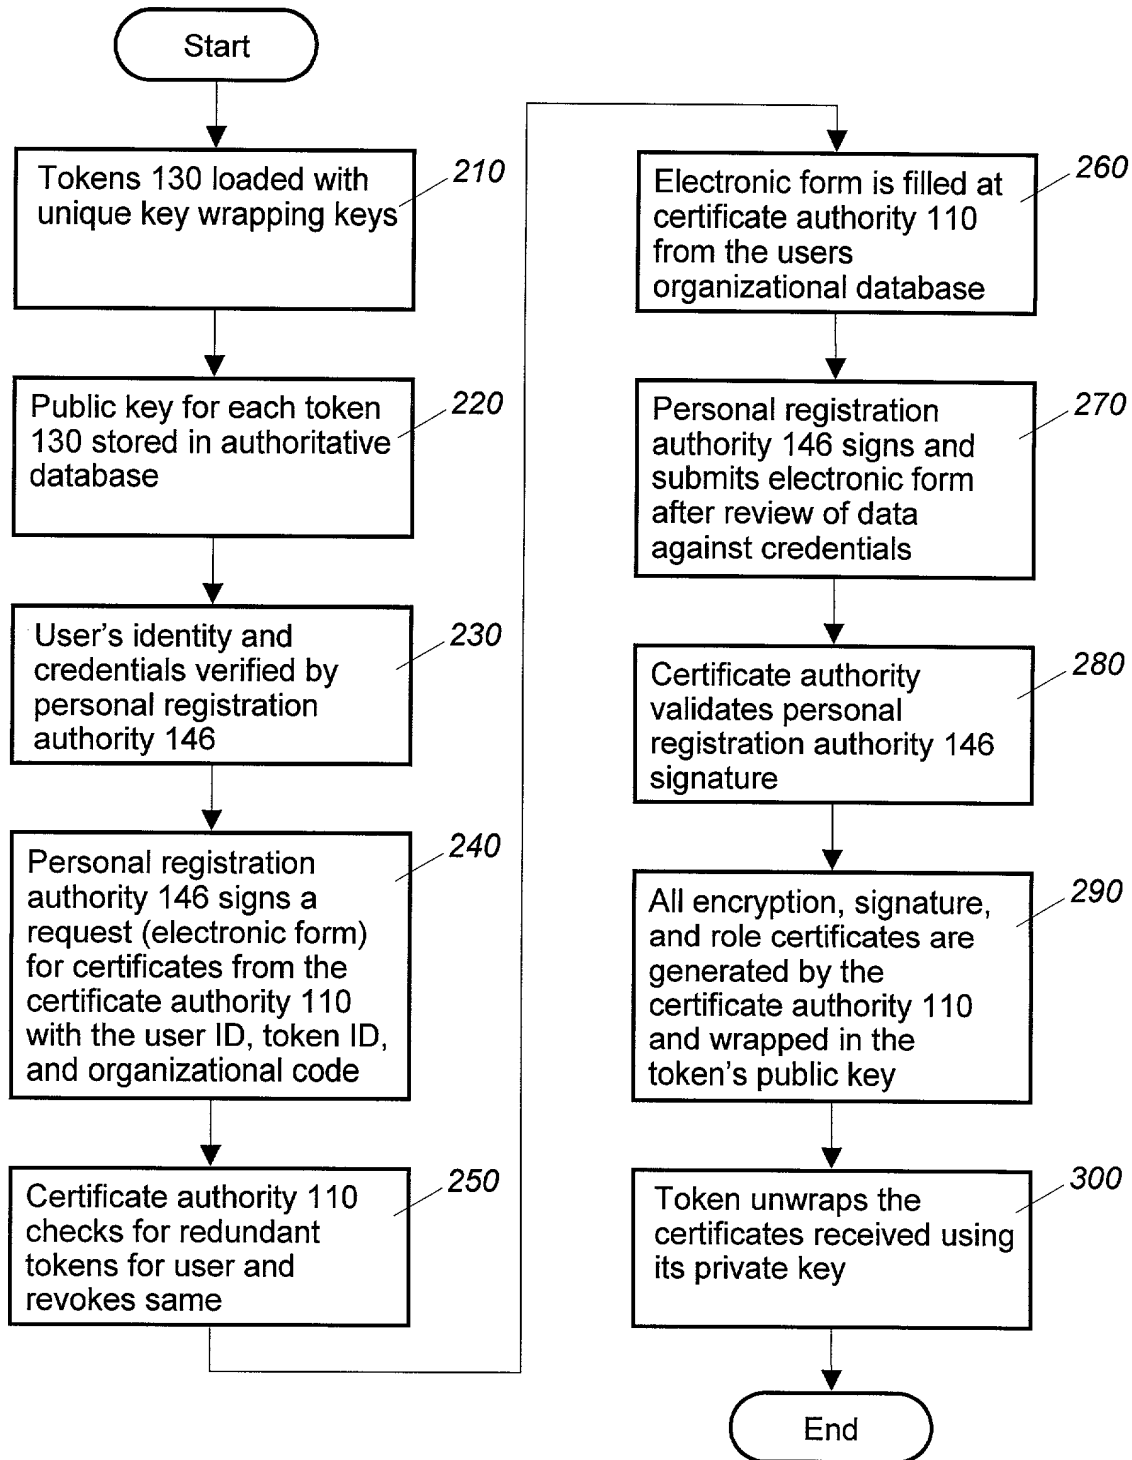 Start
Tokens 130 loaded with
unique key wrapping keys
210
Public key for each token
130 stored in authoritative
database
220
User's identity and
credentials verified by
personal registration
authority 146
230
Personal registration
authority 146 signs a
request (electronic form)
for certificates from the
certificate authority 110
with the user ID, token ID,
and organizational code
240
Certificate authority 110
checks for redundant
tokens for user and
revokes same
250
Electronic form is filled at
certificate authority 110
from the users
organizational database
260
Personal registration
authority 146 signs and
submits electronic form
after review of data
against credentials
270
Certificate authority
validates personal
registration authority 146
signature
280
All encryption, signature,
and role certificates are
generated by the
certificate authority 110
and wrapped in the
token's public key
290
Token unwraps the
certificates received using
its private key
300
End